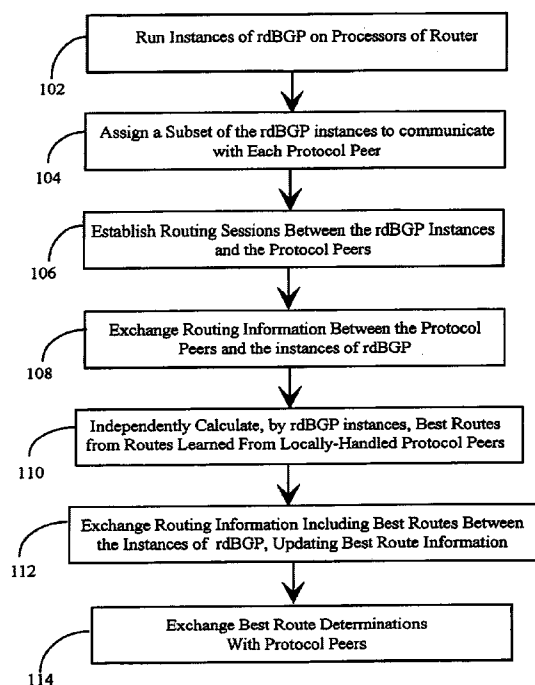 Run Instances of rdBGP on Processors of Router
102
Assign a Subset of the rdBGP instances to communicate
with Each Protocol Peer
104
Establish Routing Sessions Between the rdBGP Instances
and the Protocol Peers
106
Exchange Routing Information Between the Protocol
Peers and the instances of rdBGP
108
Independently Calculate, by rdBGP instances, Best Routes
from Routes Learned From Locally-Handled Protocol Peers
110
Exchange Routing Information Including Best Routes Between
the Instances of rdBGP, Updating Best Route Information
112
Exchange Best Route Determinations
With Protocol Peers
114